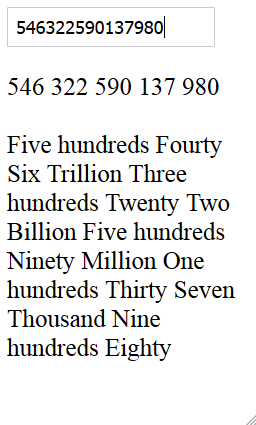 546322590137980
546 322 590 137 980
Five hundreds Fourty
Six Trillion Three
hundreds Twenty Two
Billion Five hundreds
Ninety Million One
hundreds Thirty Seven
Thousand Nine
hundreds Eighty